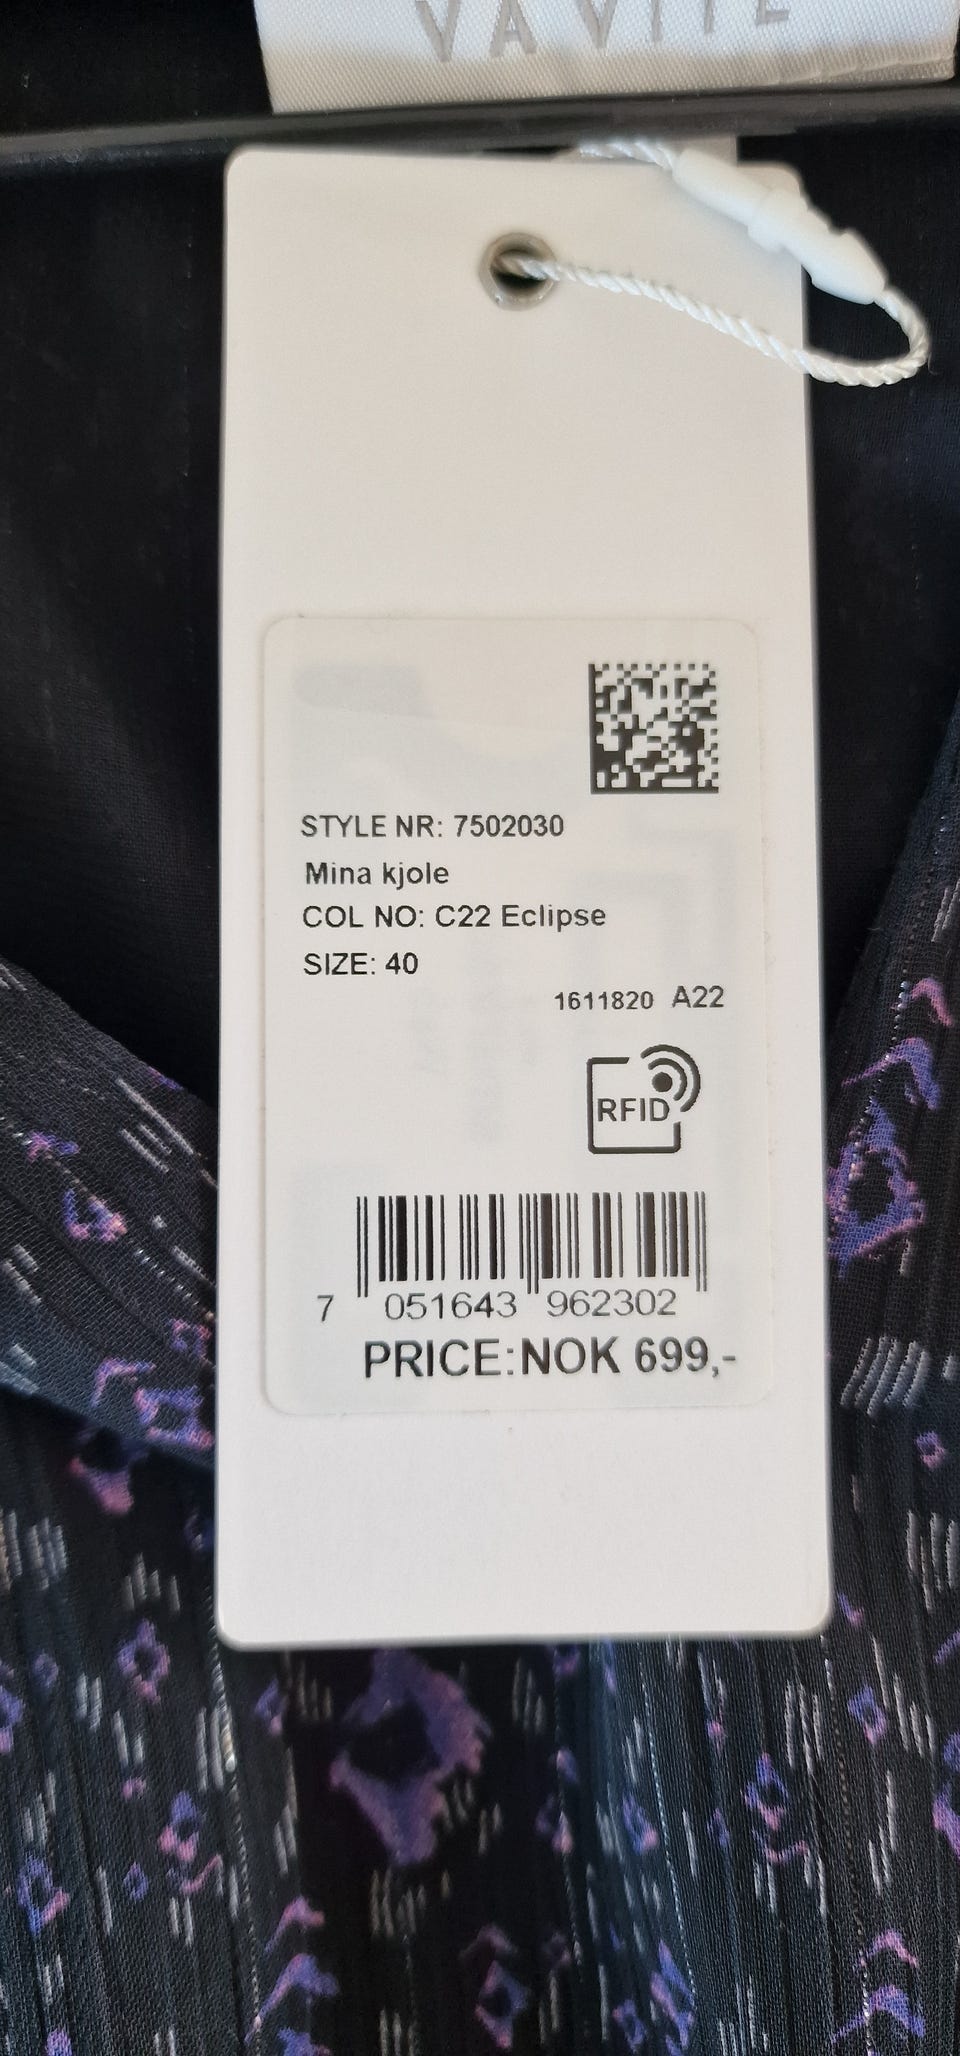 VAVITE
STYLE NR: 7502030
Mina kjole
COL NO: C22 Eclipse
SIZE: 40
1611820 A22
RFID
7 051643 962302
PRICE:NOK 699,-